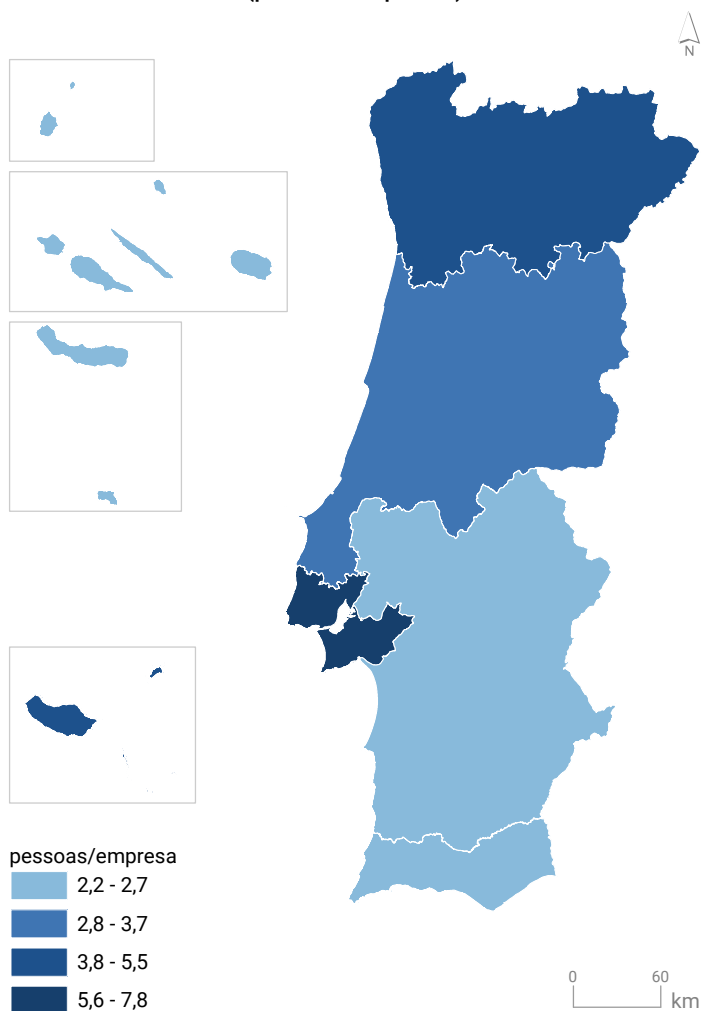 N
pessoas/empresa
2,2 - 2,7
2,8 - 3,7
3,8 - 5,5
5,6 - 7,8
0 60
km